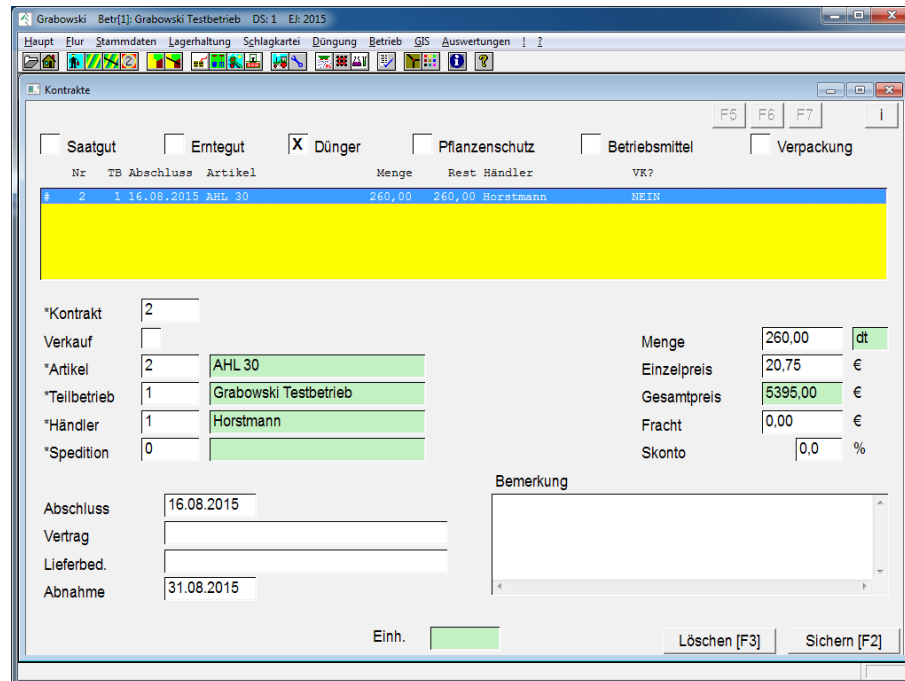 Grabowski Betr[1]: Grabowski Testbetrieb DS: 1 EJ: 2015
Haupt Flur Stammdaten Lagerhaltung Schlagkartei Düngung Betrieb GIS Auswertungen ! ?
Kontrakte
F5 F6 F7 i
Saatgut Erntegut X Dünger Pflanzenschutz Betriebsmittel Verpackung
Nr TB Abschluss Artikel Menge Rest Händler VK?
# 2 1 16.08.2015 AHL 30 260,00 260,00 Horstmann NEIN
*Kontrakt 2
Verkauf Menge 260,00 dt
*Artikel 2 AHL 30 Einzelpreis 20,75 €
*Teilbetrieb 1 Grabowski Testbetrieb Gesamtpreis 5395,00 €
*Händler 1 Horstmann Fracht 0,00 €
*Spedition 0 Skonto 0,0 %
Bemerkung
Abschluss 16.08.2015
Vertrag
Lieferbed.
Abnahme 31.08.2015
Einh. Löschen [F3] Sichern [F2]